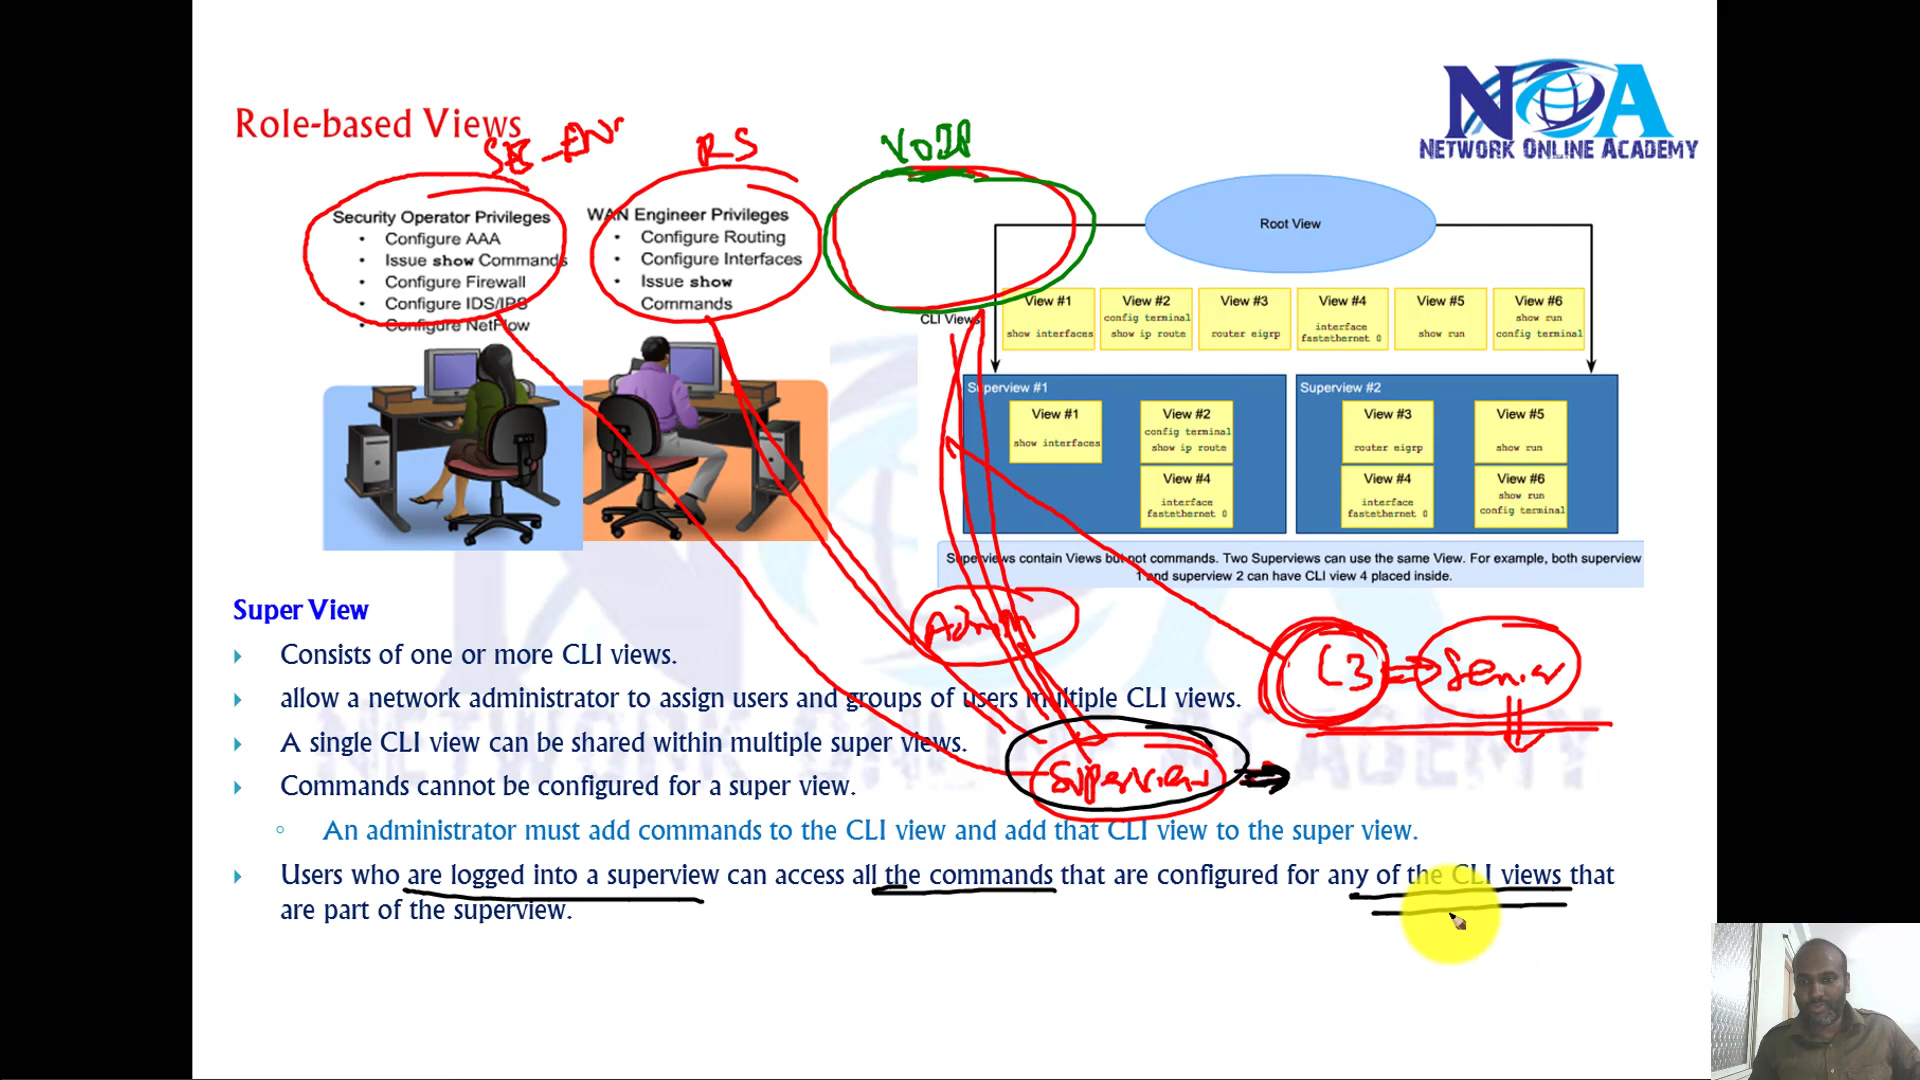 NOA
NETWORK ONLINE ACADEMY
Role-based Views
RS
VOIP
Security Operator Privileges
• Configure AAA
• Issue show Commands
• Configure Firewall
• Configure IDS/IPS
• Configure NetFlow
WAN Engineer Privileges
• Configure Routing
• Configure Interfaces
• Issue show
Commands
Root View
CLI Views
View #1
show interfaces
View #2
config terminal
show ip route
View #3
router eigrp
View #4
interface
fastethernet 0
View #5
show run
View #6
show run
config terminal
Superview #1
View #1
show interfaces
View #2
config terminal
show ip route
View #4
interface
fastethernet 0
Superview #2
View #3
router eigrp
View #5
show run
View #4
interface
fastethernet 0
View #6
show run
config terminal
Superviews contain Views but not commands. Two Superviews can use the same View. For example, both superview
1 and superview 2 can have CLI view 4 placed inside.
Admin
L3
Senior
Superview
Super View
Consists of one or more CLI views.
allow a network administrator to assign users and groups of users multiple CLI views.
A single CLI view can be shared within multiple super views.
Commands cannot be configured for a super view.
An administrator must add commands to the CLI view and add that CLI view to the super view.
Users who are logged into a superview can access all the commands that are configured for any of the CLI views that
are part of the superview.
NETWORK ONLINE ACADEMY